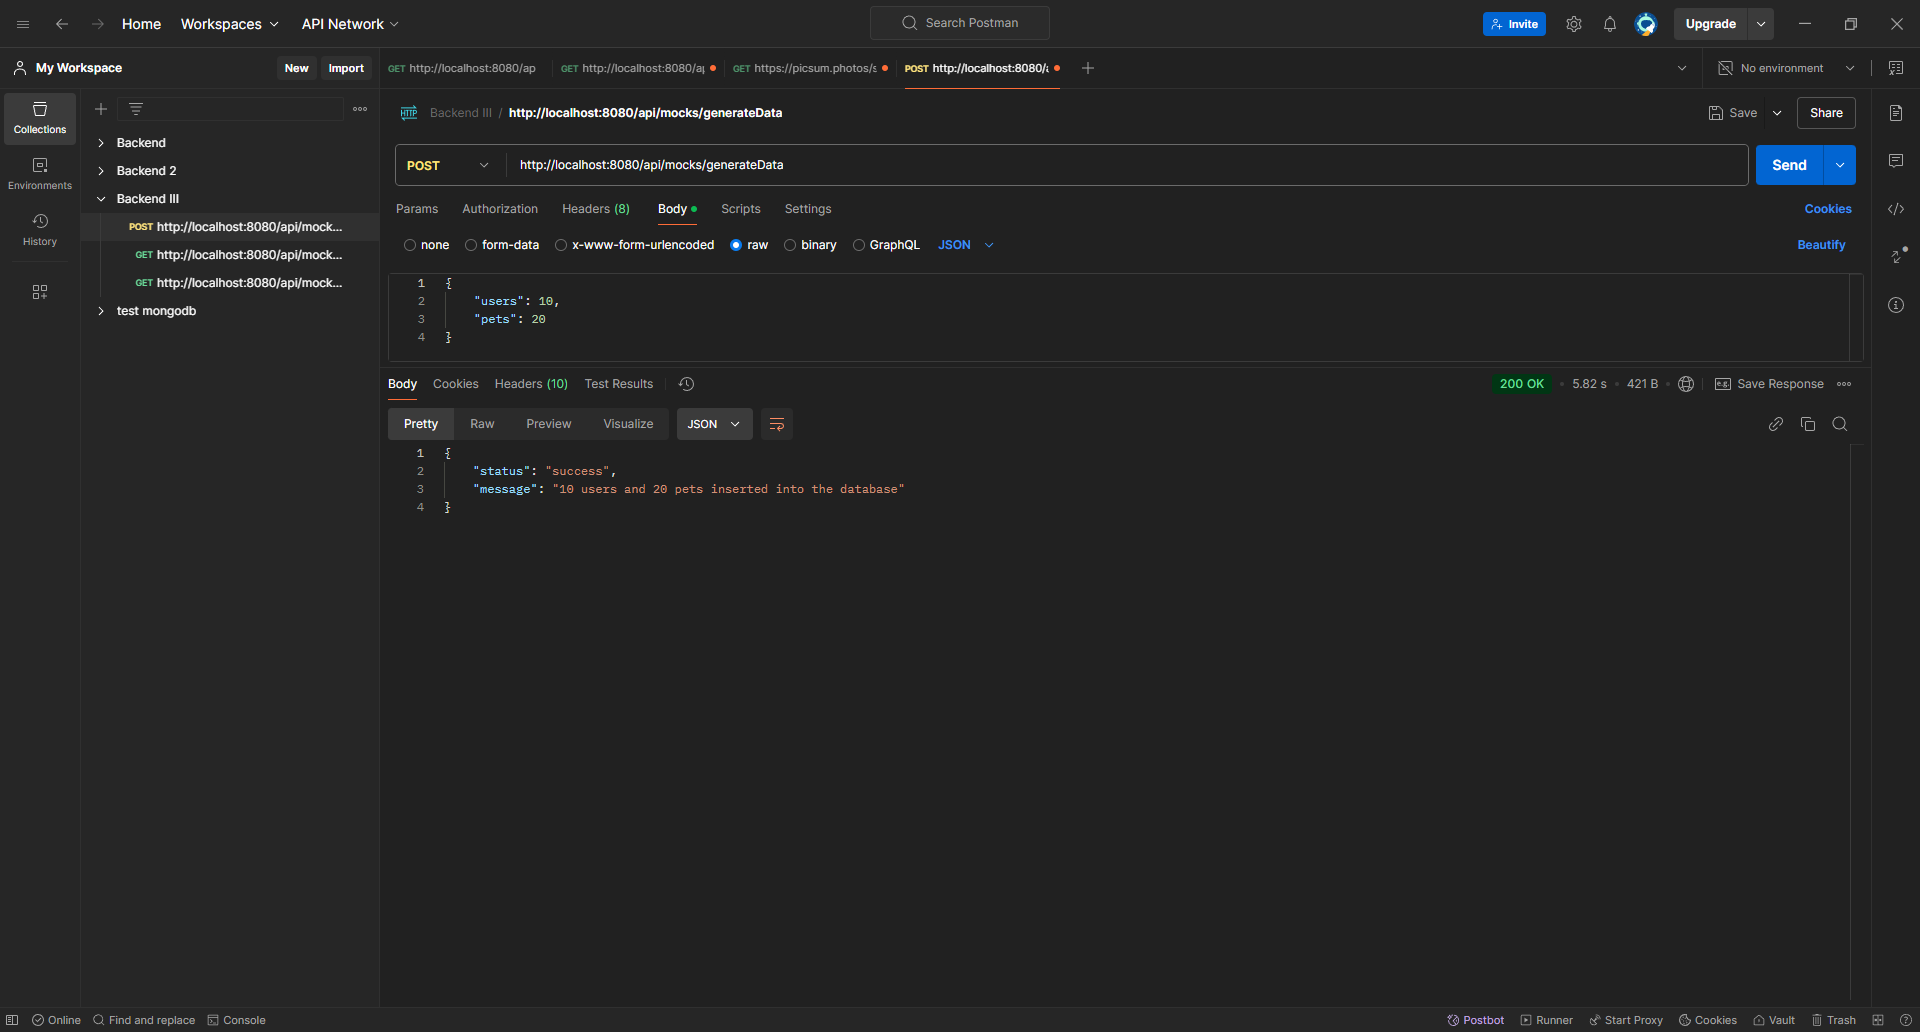 Home
Workspaces
API Network
Search Postman
Invite
Upgrade
My Workspace
New
Import
GET http://localhost:8080/ap
GET http://localhost:8080/ap
GET https://picsum.photos/s
POST http://localhost:8080/a
No environment
Collections
Environments
History
Backend
Backend 2
Backend III
POST http://localhost:8080/api/mock...
GET http://localhost:8080/api/mock...
GET http://localhost:8080/api/mock...
test mongodb
HTTP Backend III / http://localhost:8080/api/mocks/generateData
Save
Share
POST
http://localhost:8080/api/mocks/generateData
Send
Params
Authorization
Headers (8)
Body
Scripts
Settings
Cookies
none
form-data
x-www-form-urlencoded
raw
binary
GraphQL
JSON
Beautify
1 {
2 "users": 10,
3 "pets": 20
4 }
Body
Cookies
Headers (10)
Test Results
200 OK
5.82 s
421 B
e.g.
Save Response
Pretty
Raw
Preview
Visualize
JSON
1 {
2 "status": "success",
3 "message": "10 users and 20 pets inserted into the database"
4 }
Online
Find and replace
Console
Postbot
Runner
Start Proxy
Cookies
Vault
Trash